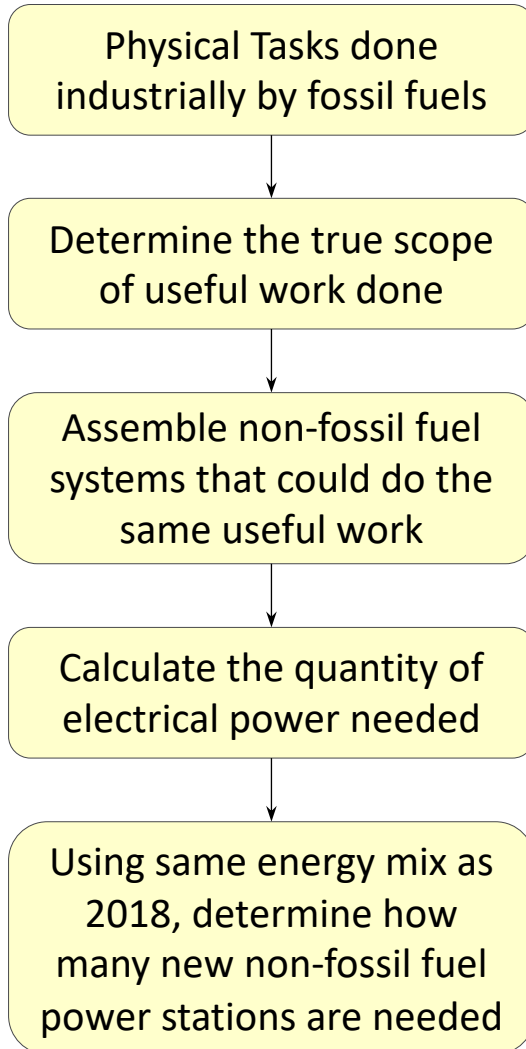 Physical Tasks done
industrially by fossil fuels
Determine the true scope
of useful work done
Assemble non-fossil fuel
systems that could do the
same useful work
Calculate the quantity of
electrical power needed
Using same energy mix as
2018, determine how
many new non-fossil fuel
power stations are needed